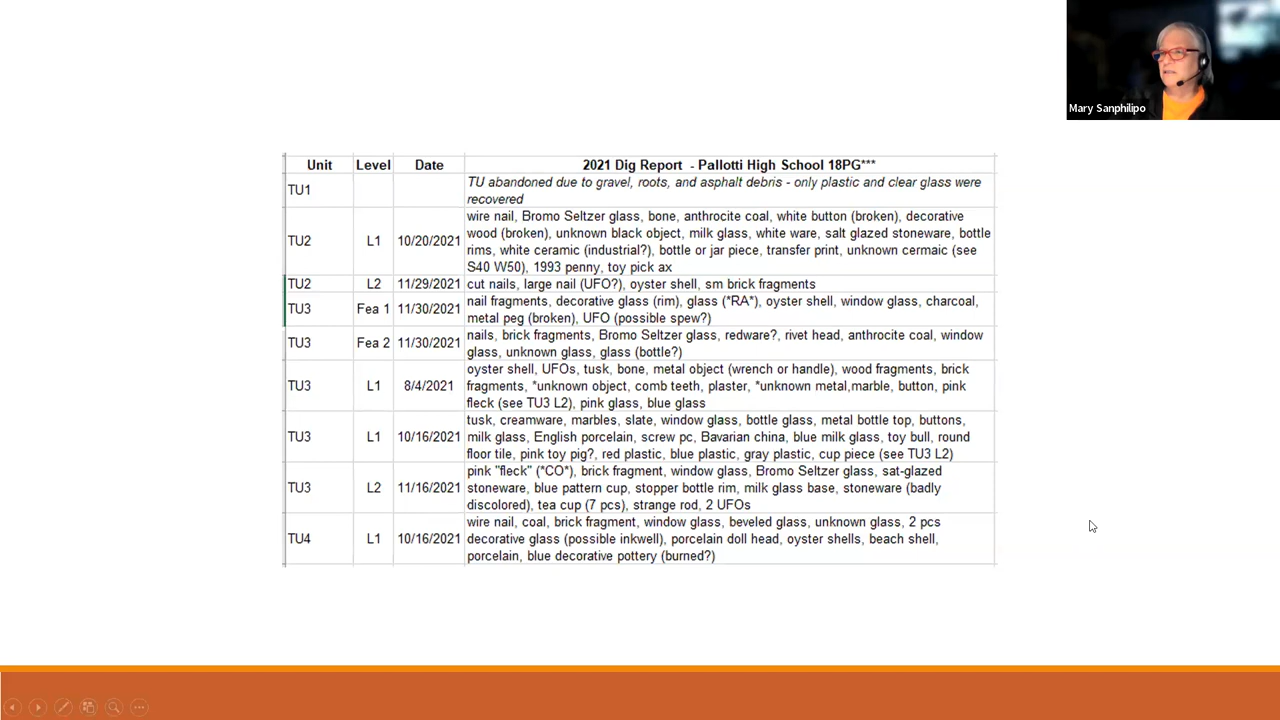 Mary Sanphilipo
Unit Level Date 2021 Dig Report - Pallotti High School 18PG***
TU1 TU abandoned due to gravel, roots, and asphalt debris - only plastic and clear glass were
recovered
wire nail, Bromo Seltzer glass, bone, anthrocite coal, white button (broken), decorative
wood (broken), unknown black object, milk glass, white ware, salt glazed stoneware, bottle
TU2 L1 10/20/2021 rims, white ceramic (industrial?), bottle or jar piece, transfer print, unknown cermaic (see
S40 W50), 1993 penny, toy pick ax
TU2 L2 11/29/2021 cut nails, large nail (UFO?), oyster shell, sm brick fragments
TU3 Fea 1 11/30/2021 nail fragments, decorative glass (rim), glass (*RA*), oyster shell, window glass, charcoal,
metal peg (broken), UFO (possible spew?)
TU3 Fea 2 11/30/2021 nails, brick fragments, Bromo Seltzer glass, redware?, rivet head, anthrocite coal, window
glass, unknown glass, glass (bottle?)
oyster shell, UFOs, tusk, bone, metal object (wrench or handle), wood fragments, brick
TU3 L1 8/4/2021 fragments, *unknown object, comb teeth, plaster, *unknown metal,marble, button, pink
fleck (see TU3 L2), pink glass, blue glass
tusk, creamware, marbles, slate, window glass, bottle glass, metal bottle top, buttons,
TU3 L1 10/16/2021 milk glass, English porcelain, screw pc, Bavarian china, blue milk glass, toy bull, round
floor tile, pink toy pig?, red plastic, blue plastic, gray plastic, cup piece (see TU3 L2)
pink "fleck" (*CO*), brick fragment, window glass, Bromo Seltzer glass, sat-glazed
TU3 L2 11/16/2021 stoneware, blue pattern cup, stopper bottle rim, milk glass base, stoneware (badly
discolored), tea cup (7 pcs), strange rod, 2 UFOs
wire nail, coal, brick fragment, window glass, beveled glass, unknown glass, 2 pcs
TU4 L1 10/16/2021 decorative glass (possible inkwell), porcelain doll head, oyster shells, beach shell,
porcelain, blue decorative pottery (burned?)